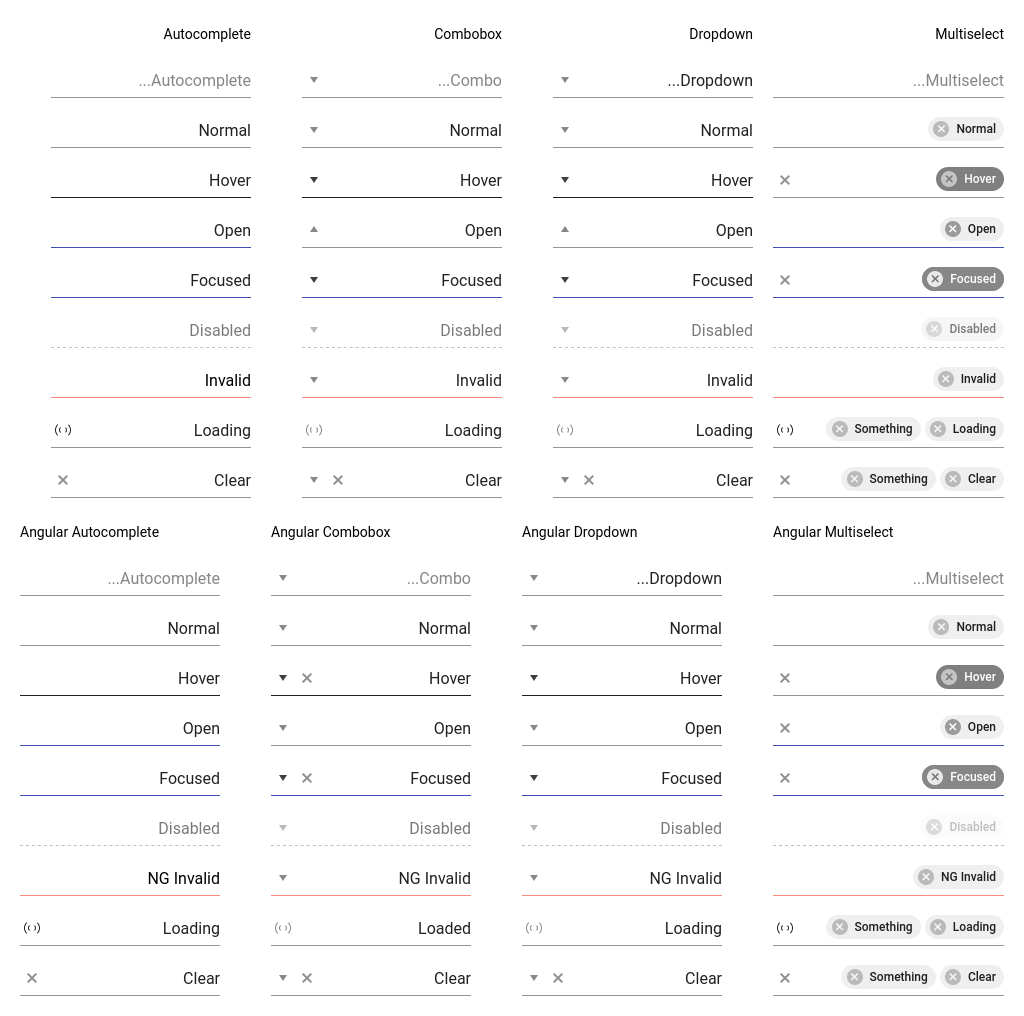 Autocomplete Combobox Dropdown Multiselect
...Autocomplete ...Combo ...Dropdown ...Multiselect
Normal Normal Normal Normal
Hover Hover Hover Hover
Open Open Open Open
Focused Focused Focused Focused
Disabled Disabled Disabled Disabled
Invalid Invalid Invalid Invalid
Loading Loading Loading Something Loading
Clear Clear Clear Something Clear
Angular Autocomplete Angular Combobox Angular Dropdown Angular Multiselect
...Autocomplete ...Combo ...Dropdown ...Multiselect
Normal Normal Normal Normal
Hover Hover Hover Hover
Open Open Open Open
Focused Focused Focused Focused
Disabled Disabled Disabled Disabled
NG Invalid NG Invalid NG Invalid NG Invalid
Loading Loaded Loading Something Loading
Clear Clear Clear Something Clear